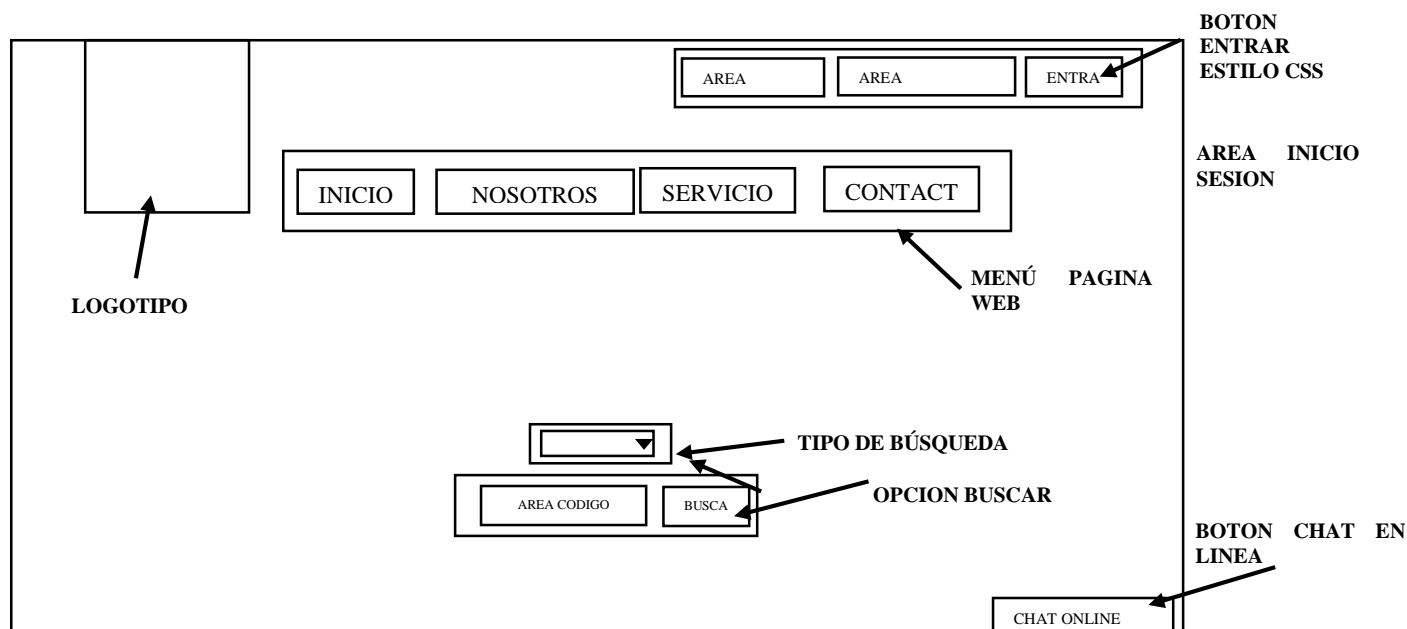 BOTON
ENTRAR
ESTILO CSS
AREA
AREA
ENTRA
AREA INICIO
SESION
INICIO
NOSOTROS
SERVICIO
CONTACT
MENÚ PAGINA
WEB
LOGOTIPO
TIPO DE BÚSQUEDA
OPCION BUSCAR
AREA CODIGO
BUSCA
BOTON CHAT EN
LINEA
CHAT ONLINE